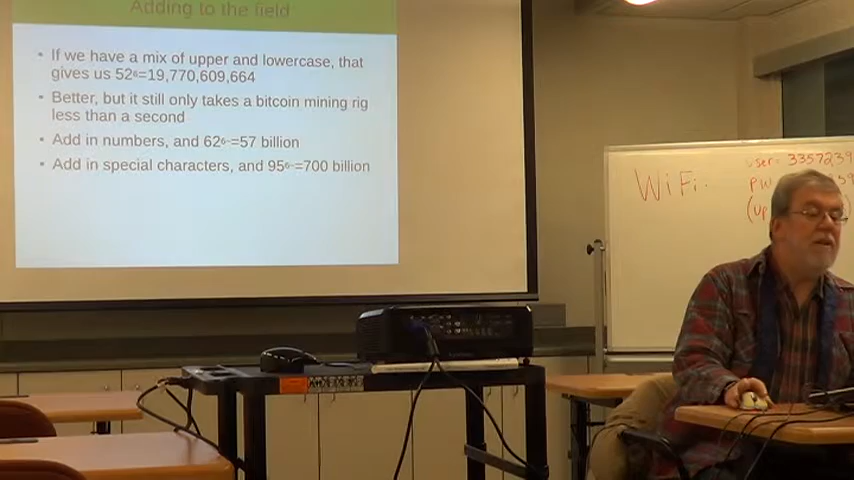 Adding to the field
• If we have a mix of upper and lowercase, that
gives us 52⁶=19,770,609,664
• Better, but it still only takes a bitcoin mining rig
less than a second
• Add in numbers, and 62⁶⁻=57 billion
• Add in special characters, and 95⁶⁻=700 billion
WiFi.
user: 3357239
PW
(up